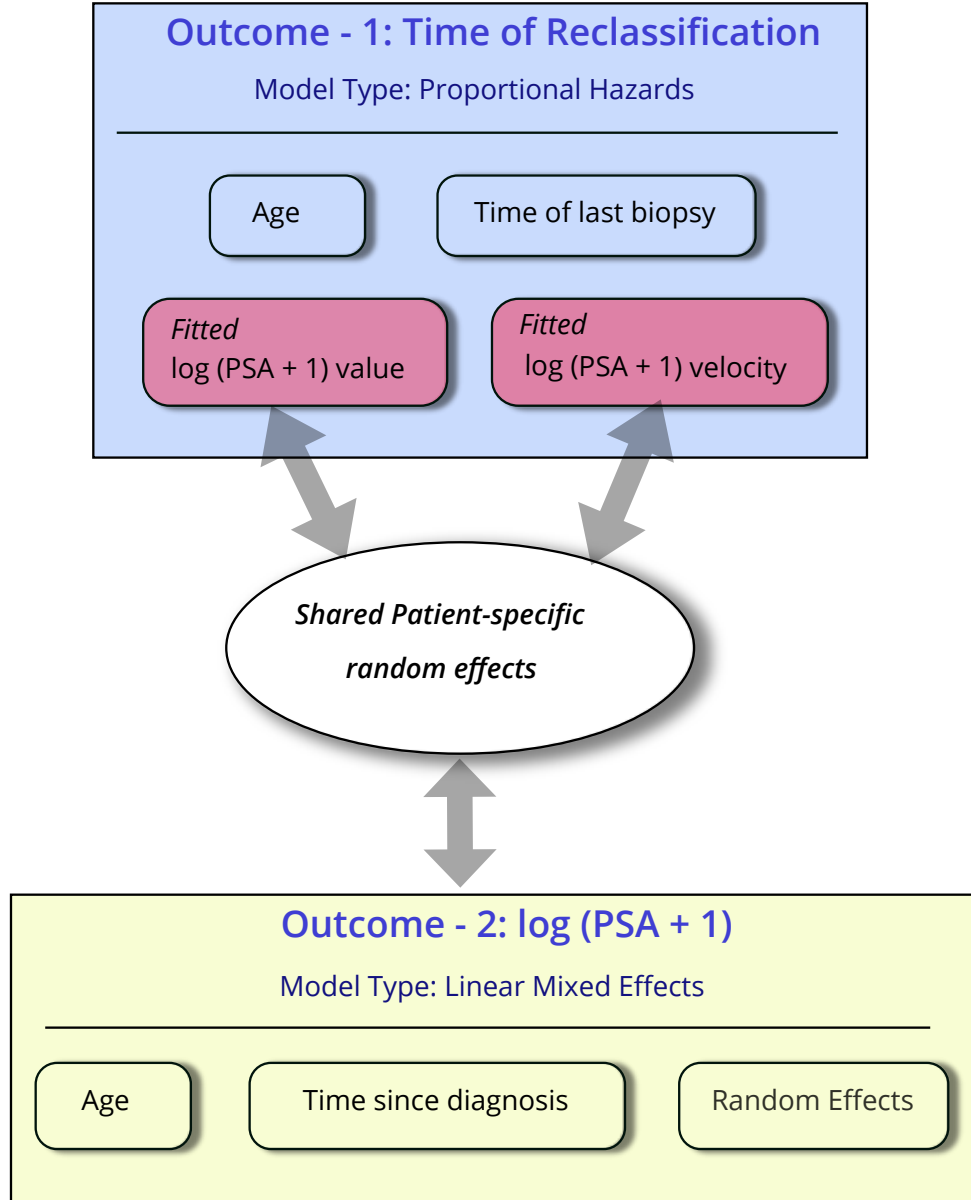 Outcome - 1: Time of Reclassification
Model Type: Proportional Hazards
Age
Time of last biopsy
Fitted
log (PSA + 1) value
Fitted
log (PSA + 1) velocity
Shared Patient-specific
random effects
Outcome - 2: log (PSA + 1)
Model Type: Linear Mixed Effects
Age
Time since diagnosis
Random Effects